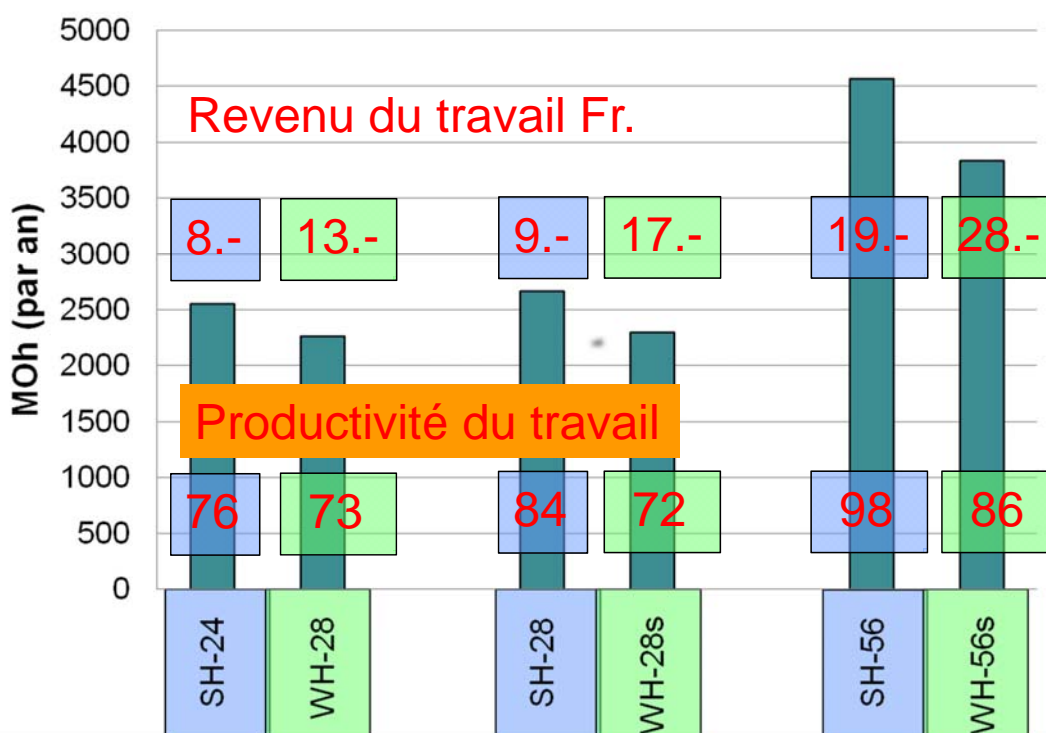 MOh (par an)
5000
4500
4000
3500
3000
2500
2000
1500
1000
500
0
Revenu du travail Fr.
8.- 13.- 9.- 17.- 19.- 28.-
Productivité du travail
76 73 84 72 98 86
SH-24
WH-28
SH-28
WH-28s
SH-56
WH-56s